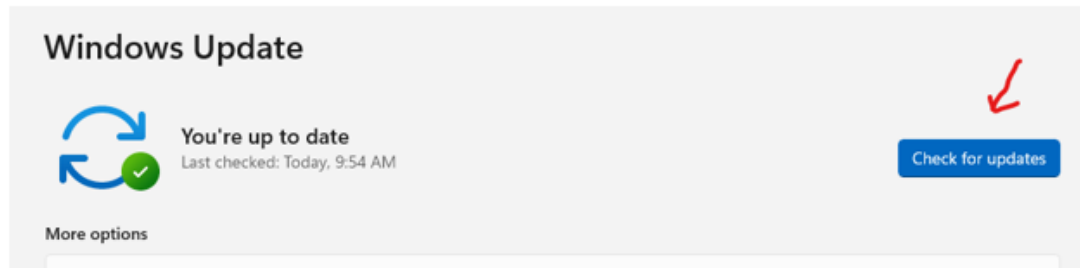 Windows Update
You're up to date
Last checked: Today, 9:54 AM
Check for updates
More options